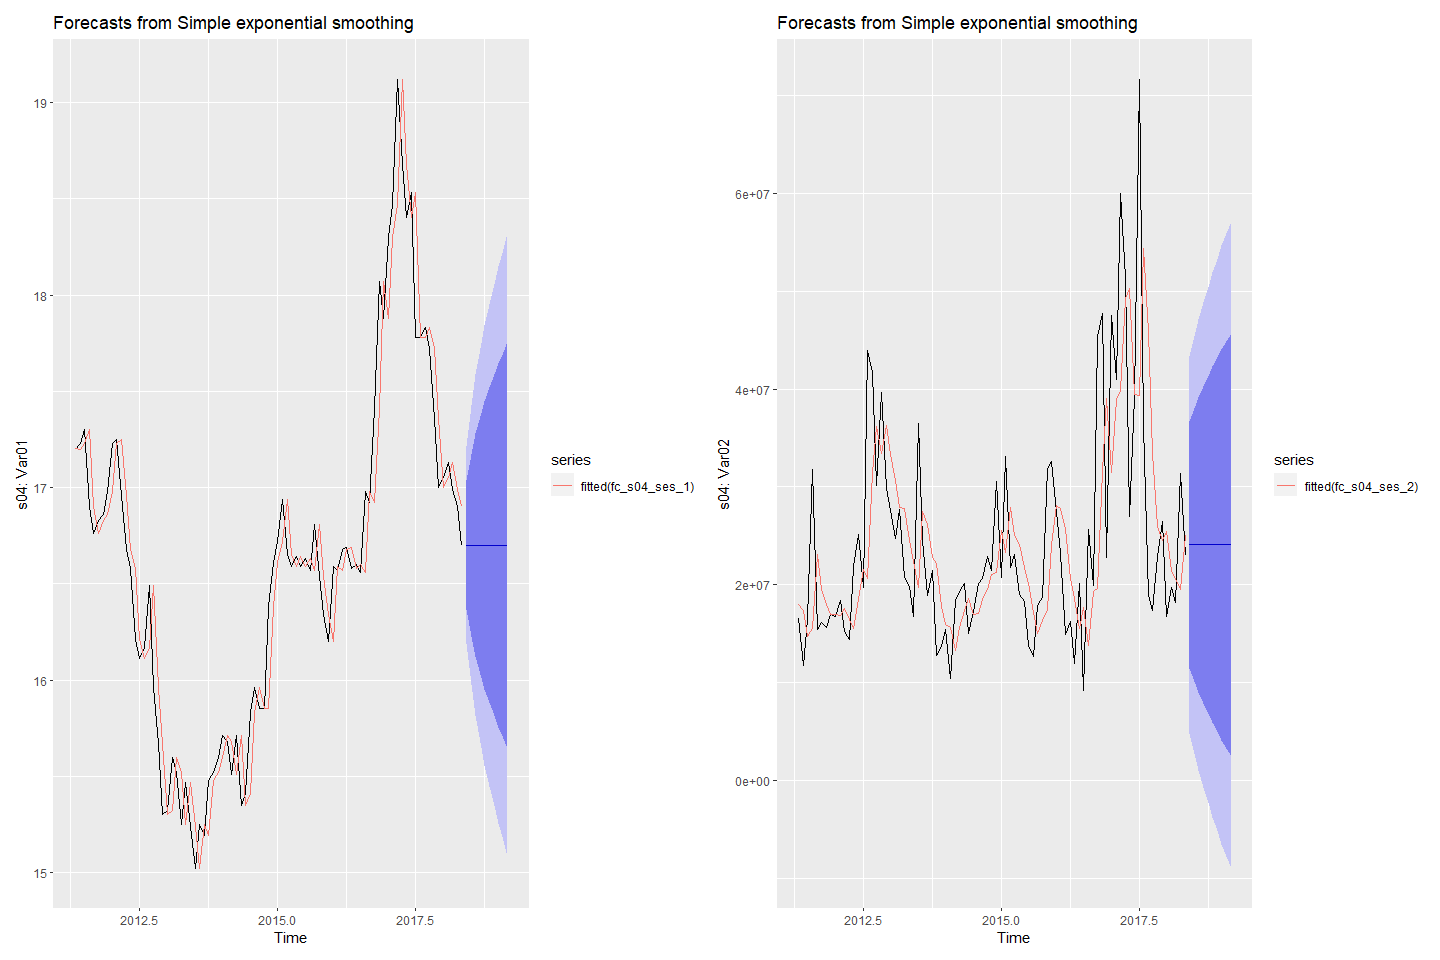 Forecasts from Simple exponential smoothing
s04: Var01
19
18
17
16
15
2012.5 2015.0 2017.5
Time
series
fitted(fc_s04_ses_1)
Forecasts from Simple exponential smoothing
s04: Var02
6e+07
4e+07
2e+07
0e+00
2012.5 2015.0 2017.5
Time
series
fitted(fc_s04_ses_2)